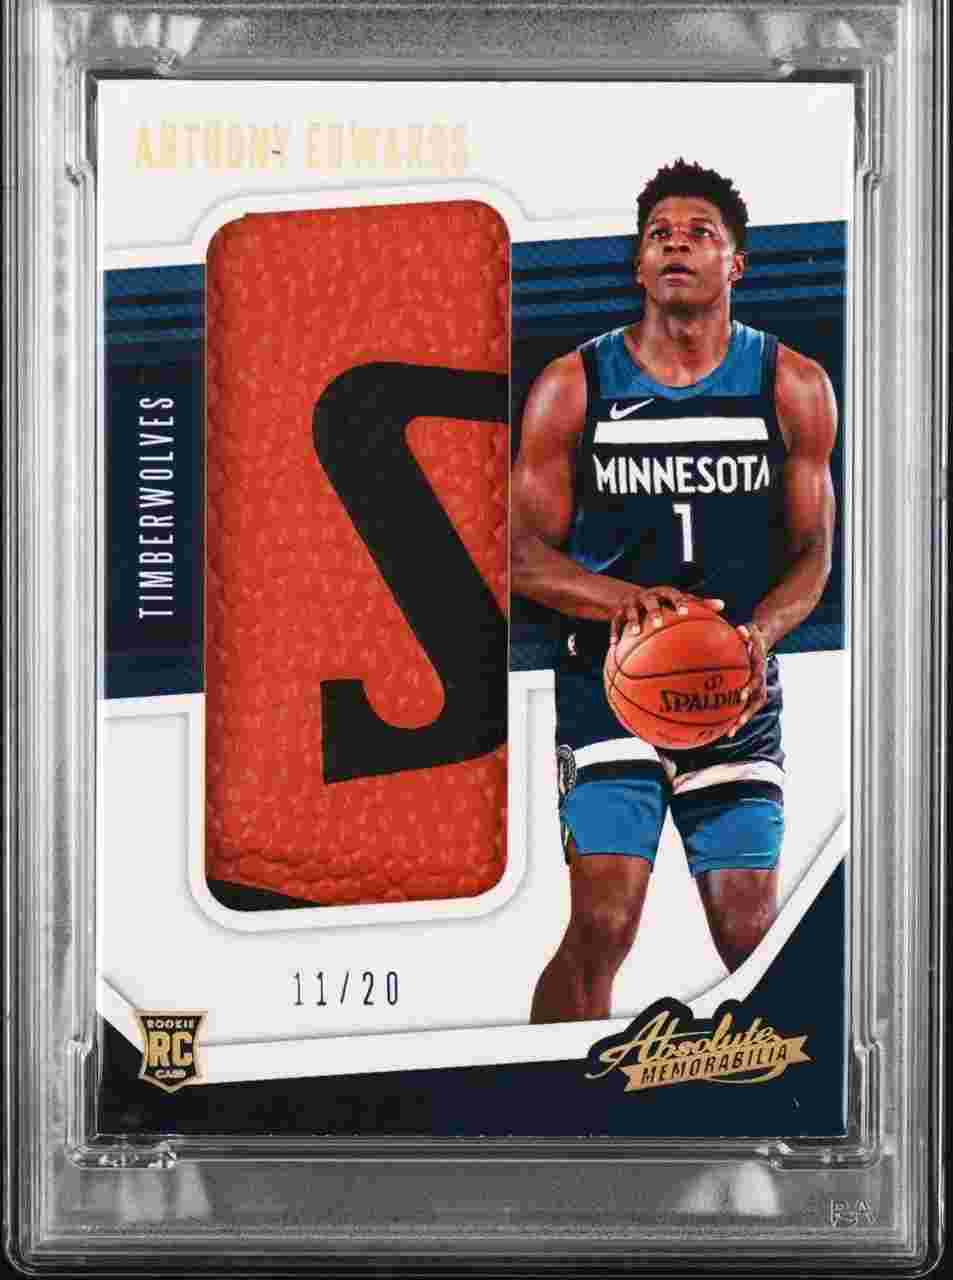 ANTHONY EDWARDS
TIMBERWOLVES
MINNESOTA
1
SPALDING
11/20
ROOKIE
RC
CARD
Absolute
MEMORABILIA